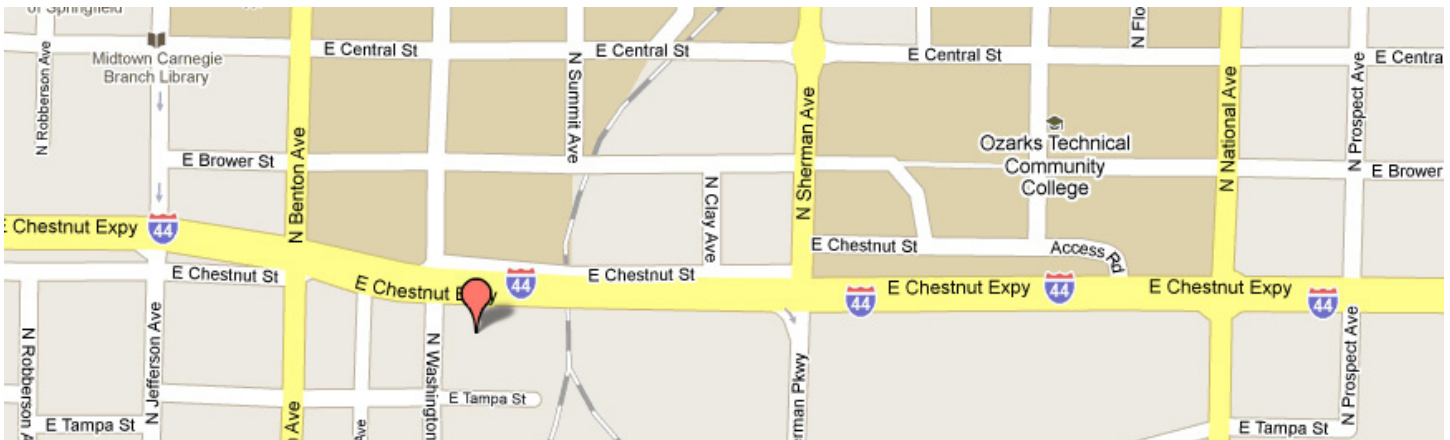 of Springfield
Midtown Carnegie
Branch Library
N Robberson Ave
E Central St
N Summit Ave
E Central St
E Central St
N Flo
E Centra
N Benton Ave
N Sherman Ave
N National Ave
N Prospect Ave
E Brower St
Ozarks Technical
Community
College
E Brower
N Clay Ave
E Chestnut Expy
44
E Chestnut St
E Chestnut St
E Chestnut St
Access Rd
E Chestnut Expy
44
44
E Chestnut Expy
44
E Chestnut Expy
44
N Robberson A
N Jefferson Ave
n Ave
Ave
N Washington
E Tampa St
E Tampa St
erman Pkwy
E Tampa St
N Prospect Ave